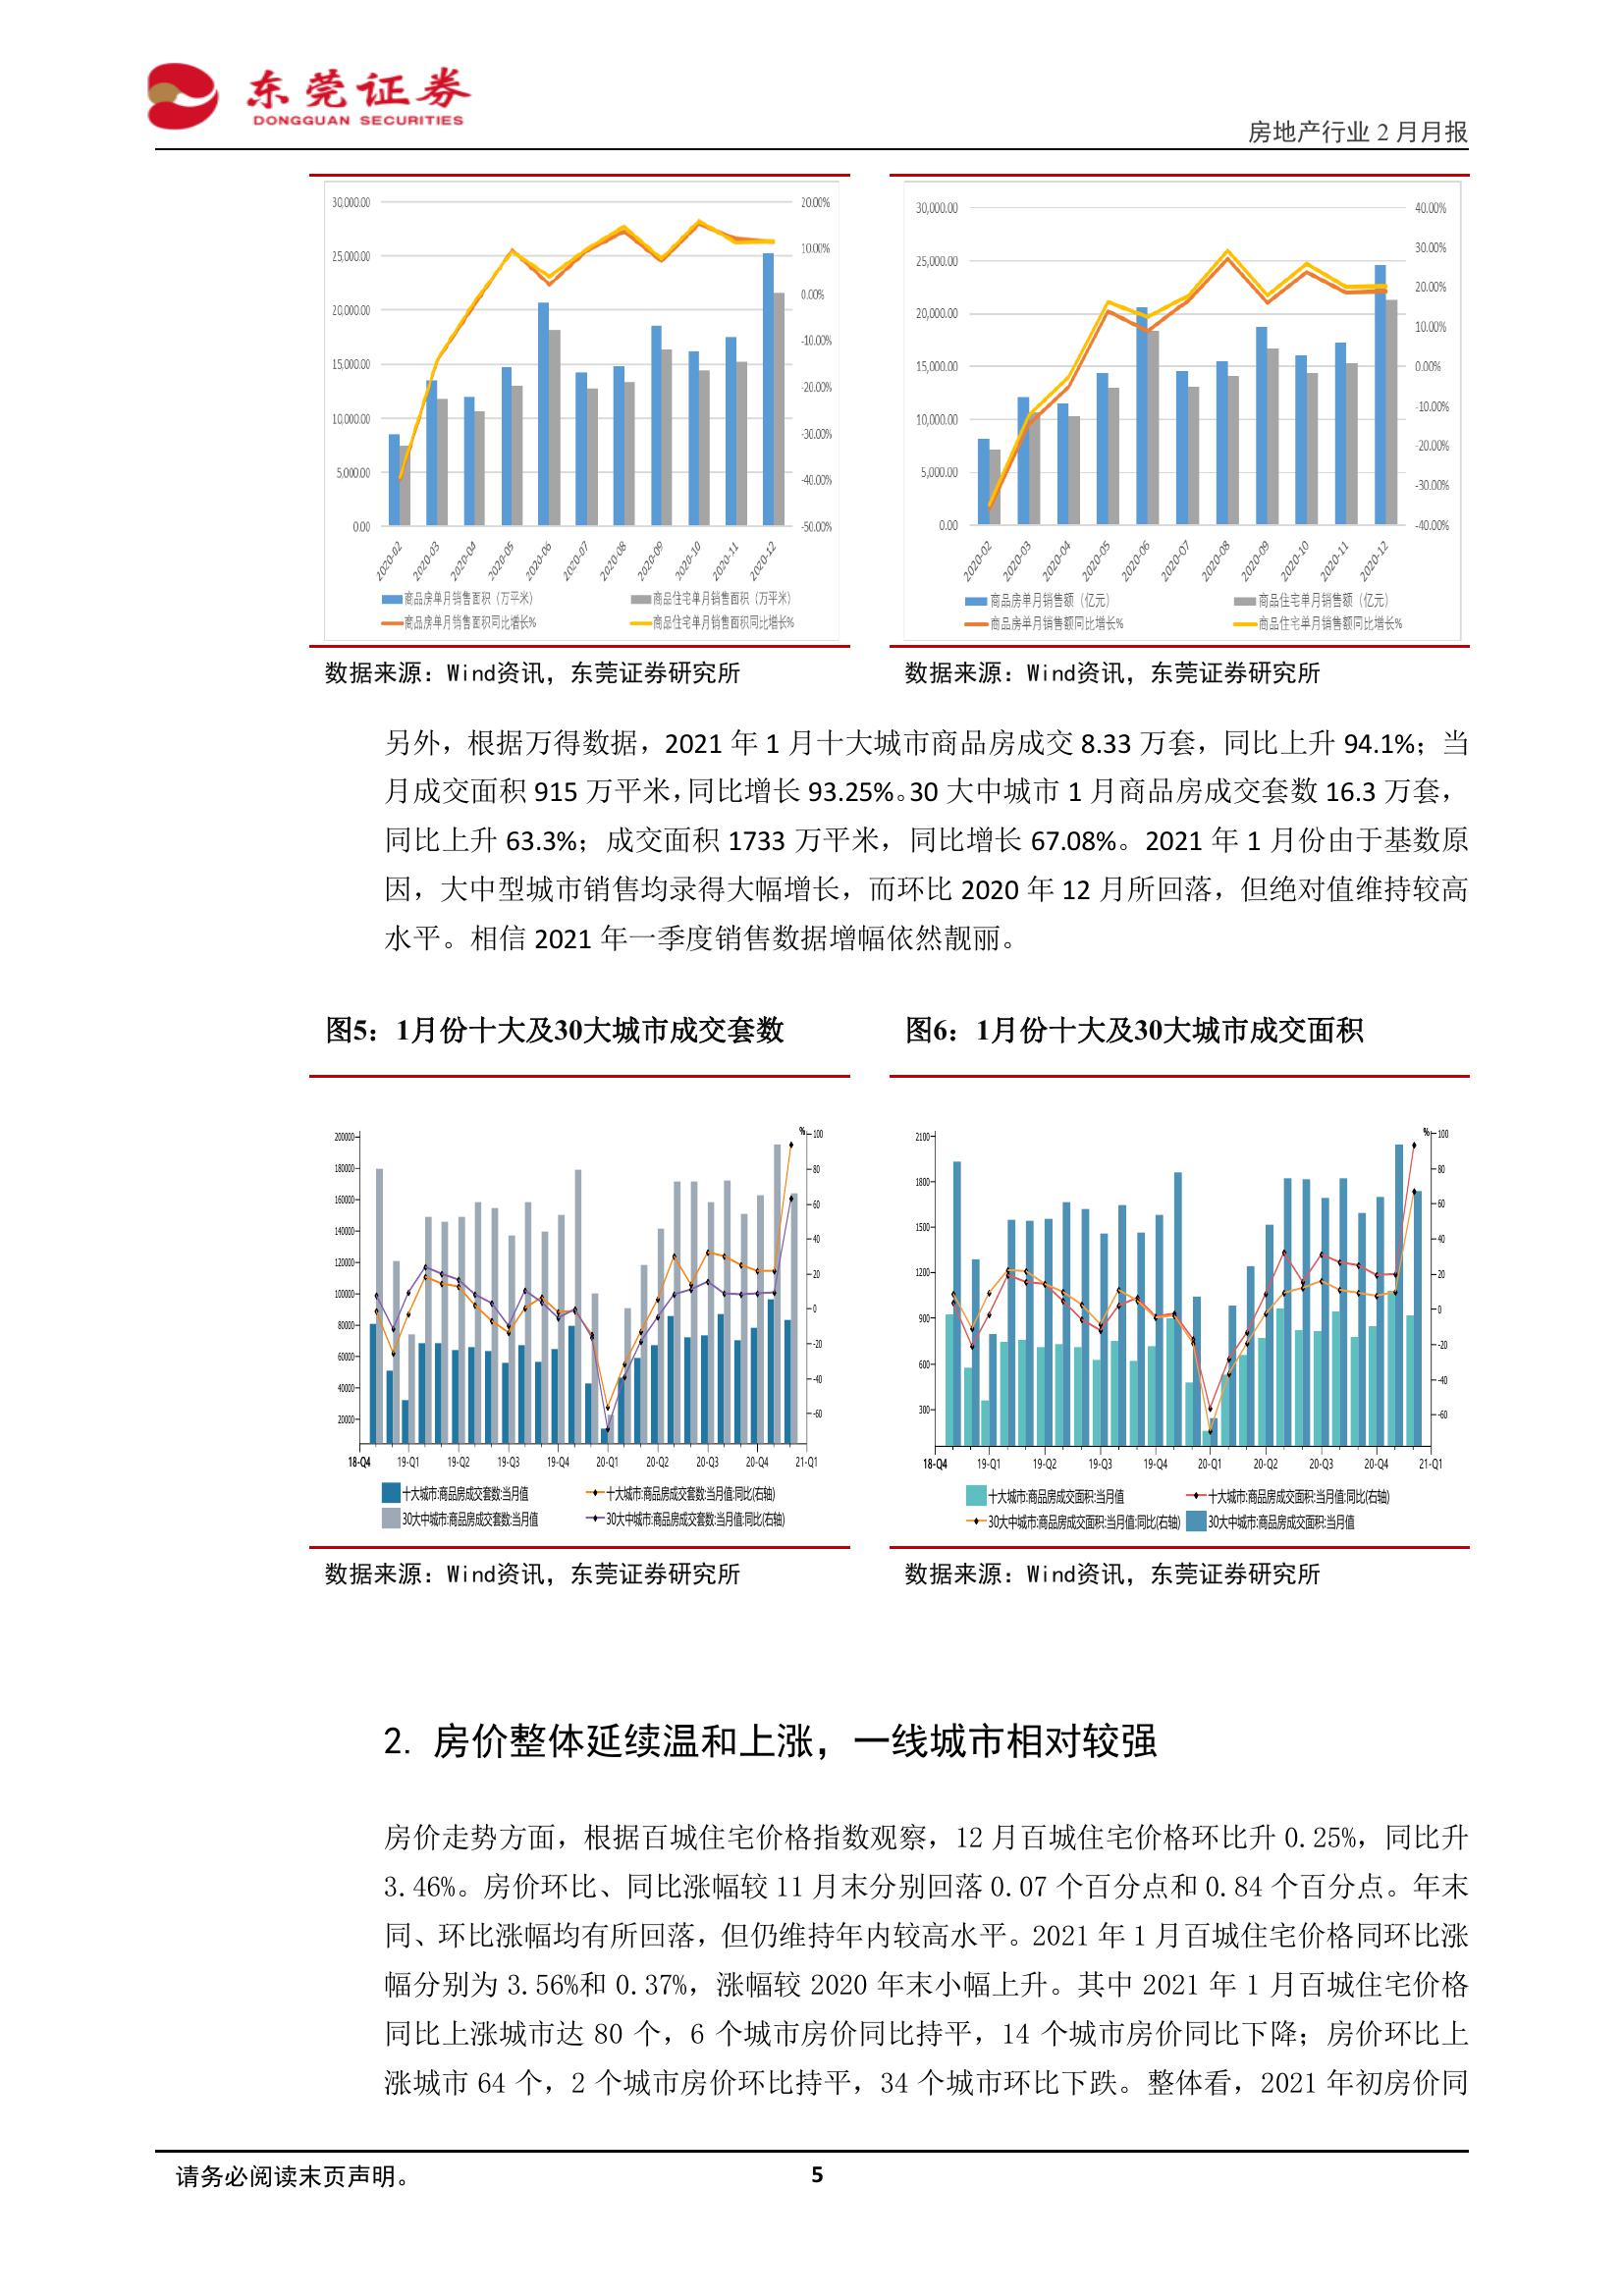 东莞证券
DONGGUAN SECURITIES
房地产行业 2 月月报
30,000.00
25,000.00
20,000.00
15,000.00
10,000.00
5,000.00
0.00
20.00%
10.00%
0.00%
-10.00%
-20.00%
-30.00%
-40.00%
-50.00%
2020-02
2020-03
2020-04
2020-05
2020-06
2020-07
2020-08
2020-09
2020-10
2020-11
2020-12
商品房单月销售面积（万平米）
商品住宅单月销售面积（万平米）
商品房单月销售面积同比增长%
商品住宅单月销售面积同比增长%
30,000.00
25,000.00
20,000.00
15,000.00
10,000.00
5,000.00
0.00
40.00%
30.00%
20.00%
10.00%
0.00%
-10.00%
-20.00%
-30.00%
-40.00%
2020-02
2020-03
2020-04
2020-05
2020-06
2020-07
2020-08
2020-09
2020-10
2020-11
2020-12
商品房单月销售额（亿元）
商品住宅单月销售额（亿元）
商品房单月销售额同比增长%
商品住宅单月销售额同比增长%
数据来源：Wind资讯，东莞证券研究所
数据来源：Wind资讯，东莞证券研究所
另外，根据万得数据，2021 年 1 月十大城市商品房成交 8.33 万套，同比上升 94.1%；当
月成交面积 915 万平米，同比增长 93.25%。30 大中城市 1 月商品房成交套数 16.3 万套，
同比上升 63.3%；成交面积 1733 万平米，同比增长 67.08%。2021 年 1 月份由于基数原
因，大中型城市销售均录得大幅增长，而环比 2020 年 12 月所回落，但绝对值维持较高
水平。相信 2021 年一季度销售数据增幅依然靓丽。
图5：1月份十大及30大城市成交套数
图6：1月份十大及30大城市成交面积
200000
180000
160000
140000
120000
100000
80000
60000
40000
20000
%
100
80
60
40
20
0
-20
-40
-60
18-Q4
19-Q1
19-Q2
19-Q3
19-Q4
20-Q1
20-Q2
20-Q3
20-Q4
21-Q1
十大城市:商品房成交套数:当月值
十大城市:商品房成交套数:当月值:同比(右轴)
30大中城市:商品房成交套数:当月值
30大中城市:商品房成交套数:当月值:同比(右轴)
2100
1800
1500
1200
900
600
300
%
100
80
60
40
20
0
-20
-40
-60
18-Q4
19-Q1
19-Q2
19-Q3
19-Q4
20-Q1
20-Q2
20-Q3
20-Q4
21-Q1
十大城市:商品房成交面积:当月值
十大城市:商品房成交面积:当月值:同比(右轴)
30大中城市:商品房成交面积:当月值:同比(右轴)
30大中城市:商品房成交面积:当月值
数据来源：Wind资讯，东莞证券研究所
数据来源：Wind资讯，东莞证券研究所
2. 房价整体延续温和上涨，一线城市相对较强
房价走势方面，根据百城住宅价格指数观察，12 月百城住宅价格环比升 0.25%，同比升
3.46%。房价环比、同比涨幅较 11 月末分别回落 0.07 个百分点和 0.84 个百分点。年末
同、环比涨幅均有所回落，但仍维持年内较高水平。2021 年 1 月百城住宅价格同环比涨
幅分别为 3.56%和 0.37%，涨幅较 2020 年末小幅上升。其中 2021 年 1 月百城住宅价格
同比上涨城市达 80 个，6 个城市房价同比持平，14 个城市房价同比下降；房价环比上
涨城市 64 个，2 个城市房价环比持平，34 个城市环比下跌。整体看，2021 年初房价同
请务必阅读末页声明。
5